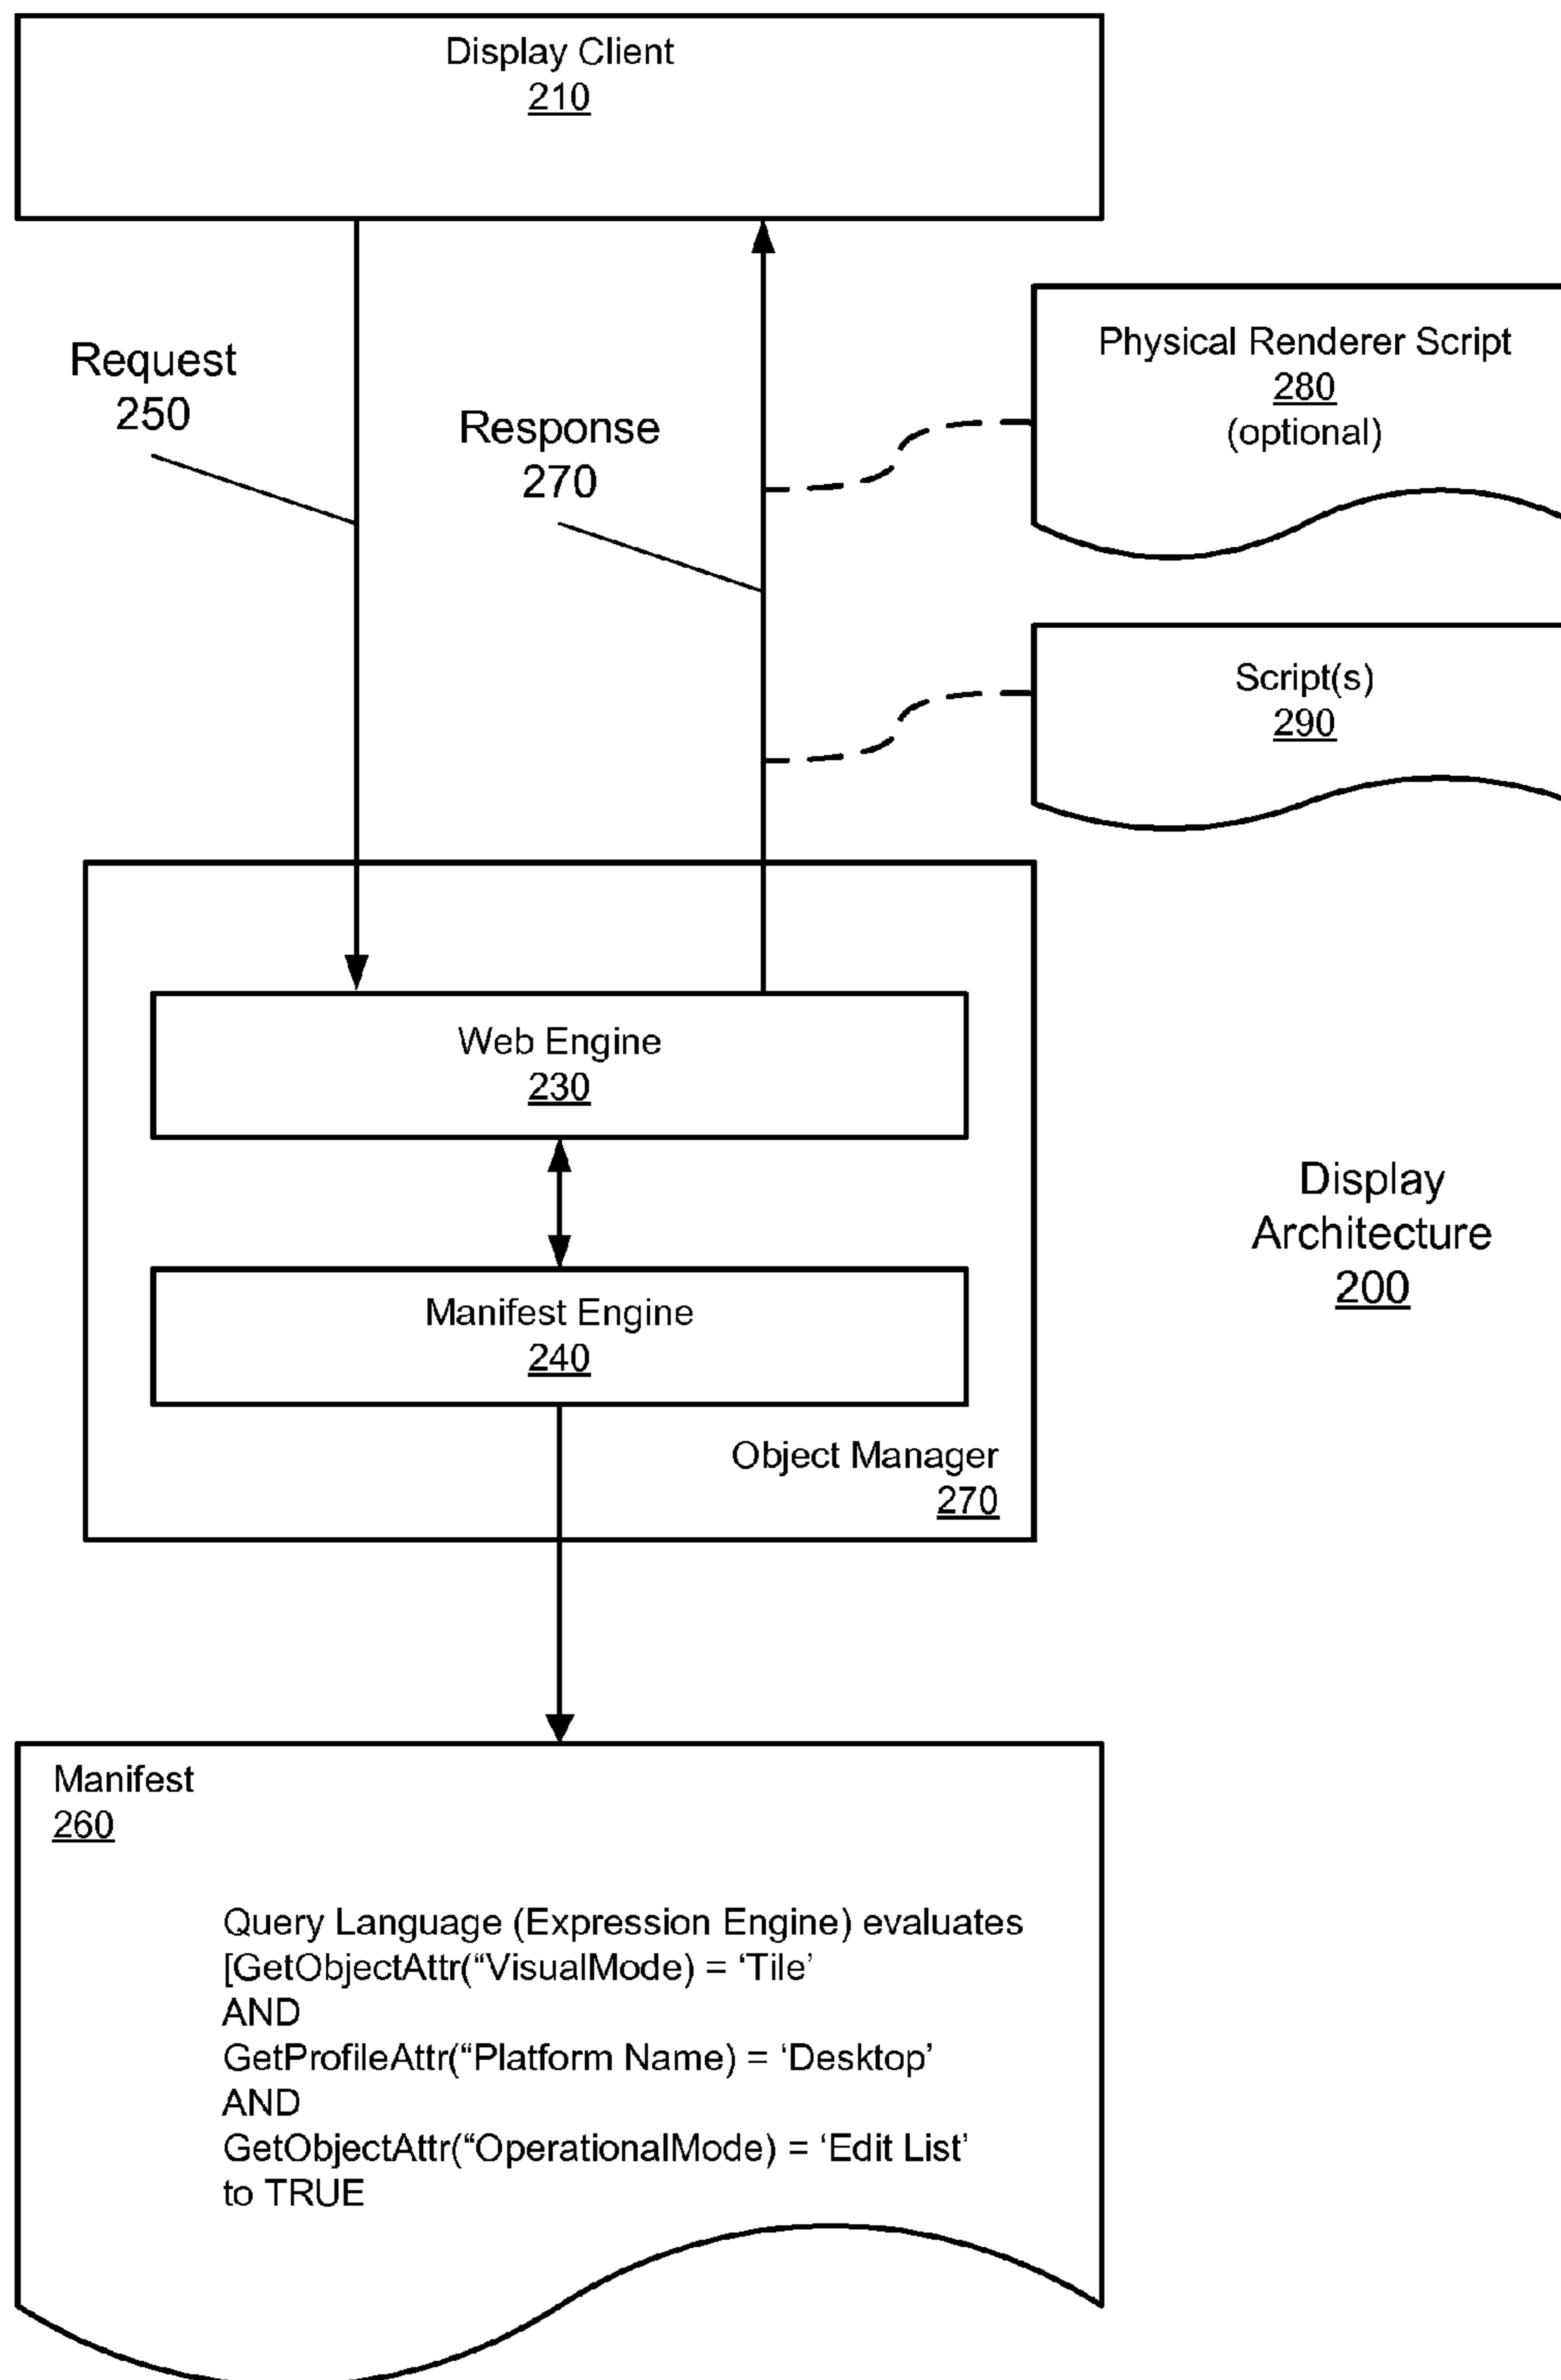 Display Client
210
Request
250
Response
270
Physical Renderer Script
280
(optional)
Script(s)
290
Web Engine
230
Manifest Engine
240
Object Manager
270
Display
Architecture
200
Manifest
260
Query Language (Expression Engine) evaluates
[GetObjectAttr(“VisualMode) = ‘Tile’
AND
GetProfileAttr(“Platform Name) = ‘Desktop’
AND
GetObjectAttr(“OperationalMode) = ‘Edit List’
to TRUE